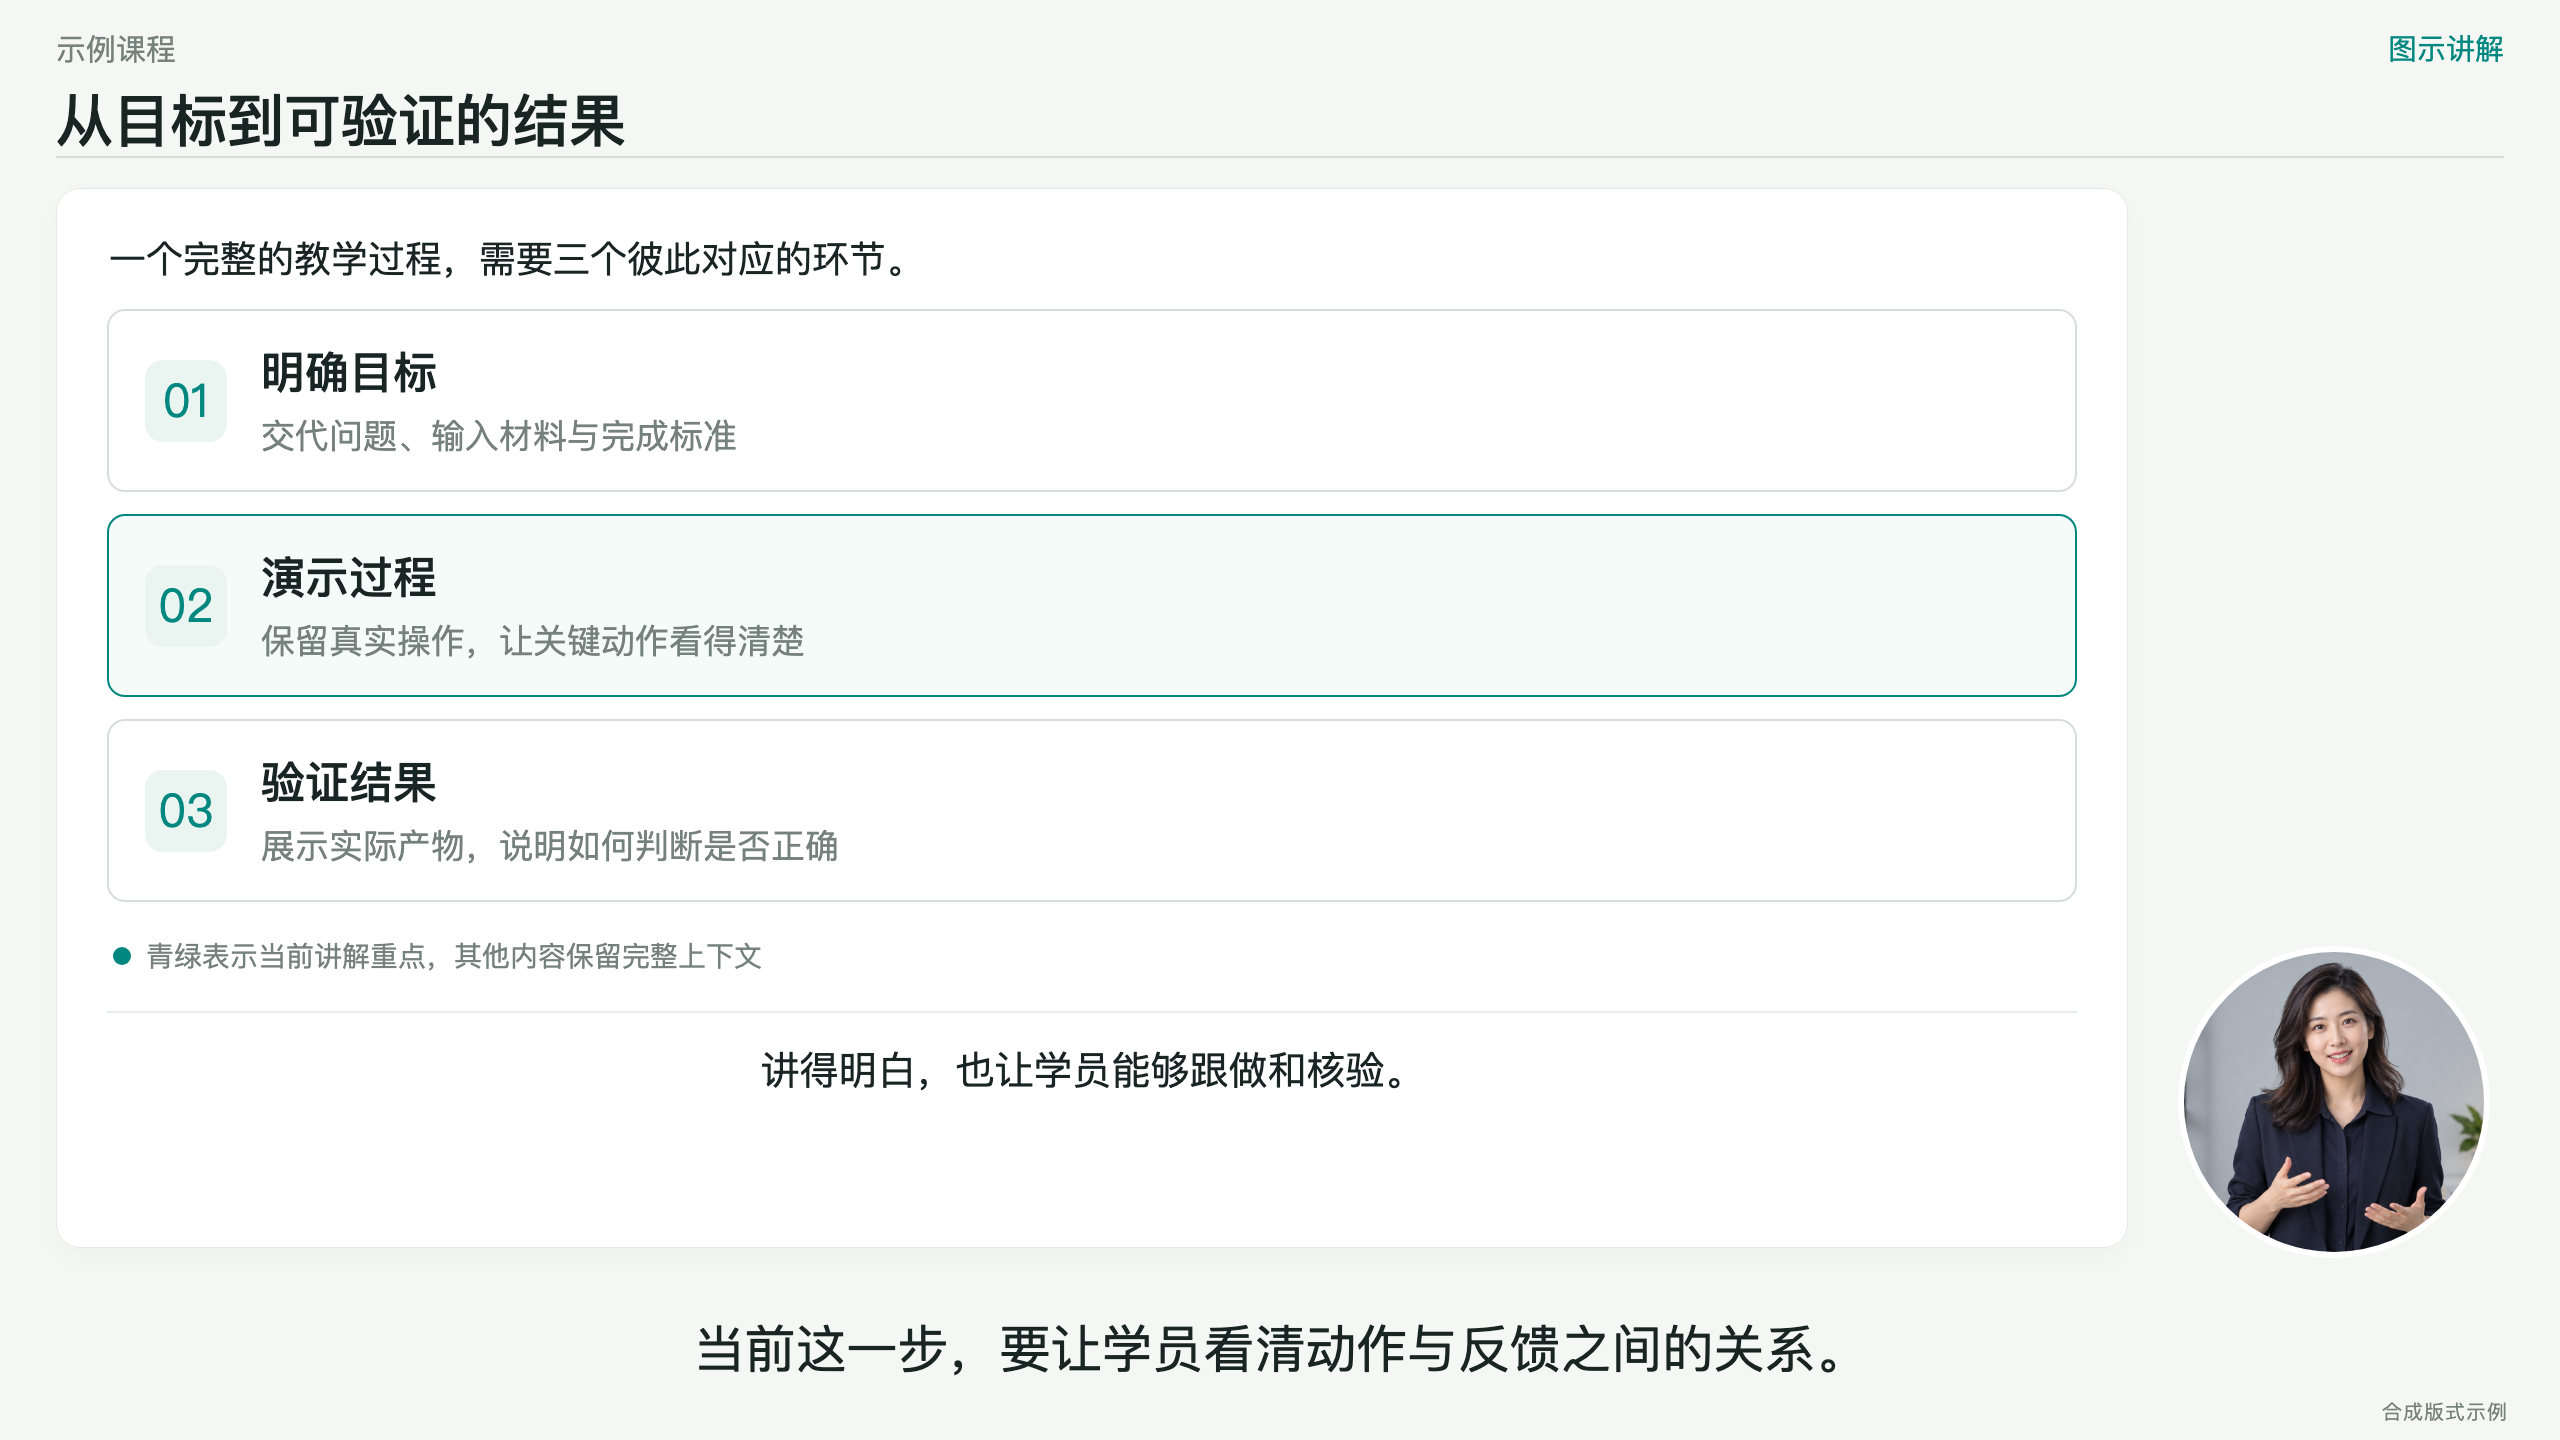 示例课程
图示讲解
从目标到可验证的结果
一个完整的教学过程，需要三个彼此对应的环节。
01
明确目标
交代问题、输入材料与完成标准
02
演示过程
保留真实操作，让关键动作看得清楚
03
验证结果
展示实际产物，说明如何判断是否正确
青绿表示当前讲解重点，其他内容保留完整上下文
讲得明白，也让学员能够跟做和核验。
当前这一步，要让学员看清动作与反馈之间的关系。
合成版式示例